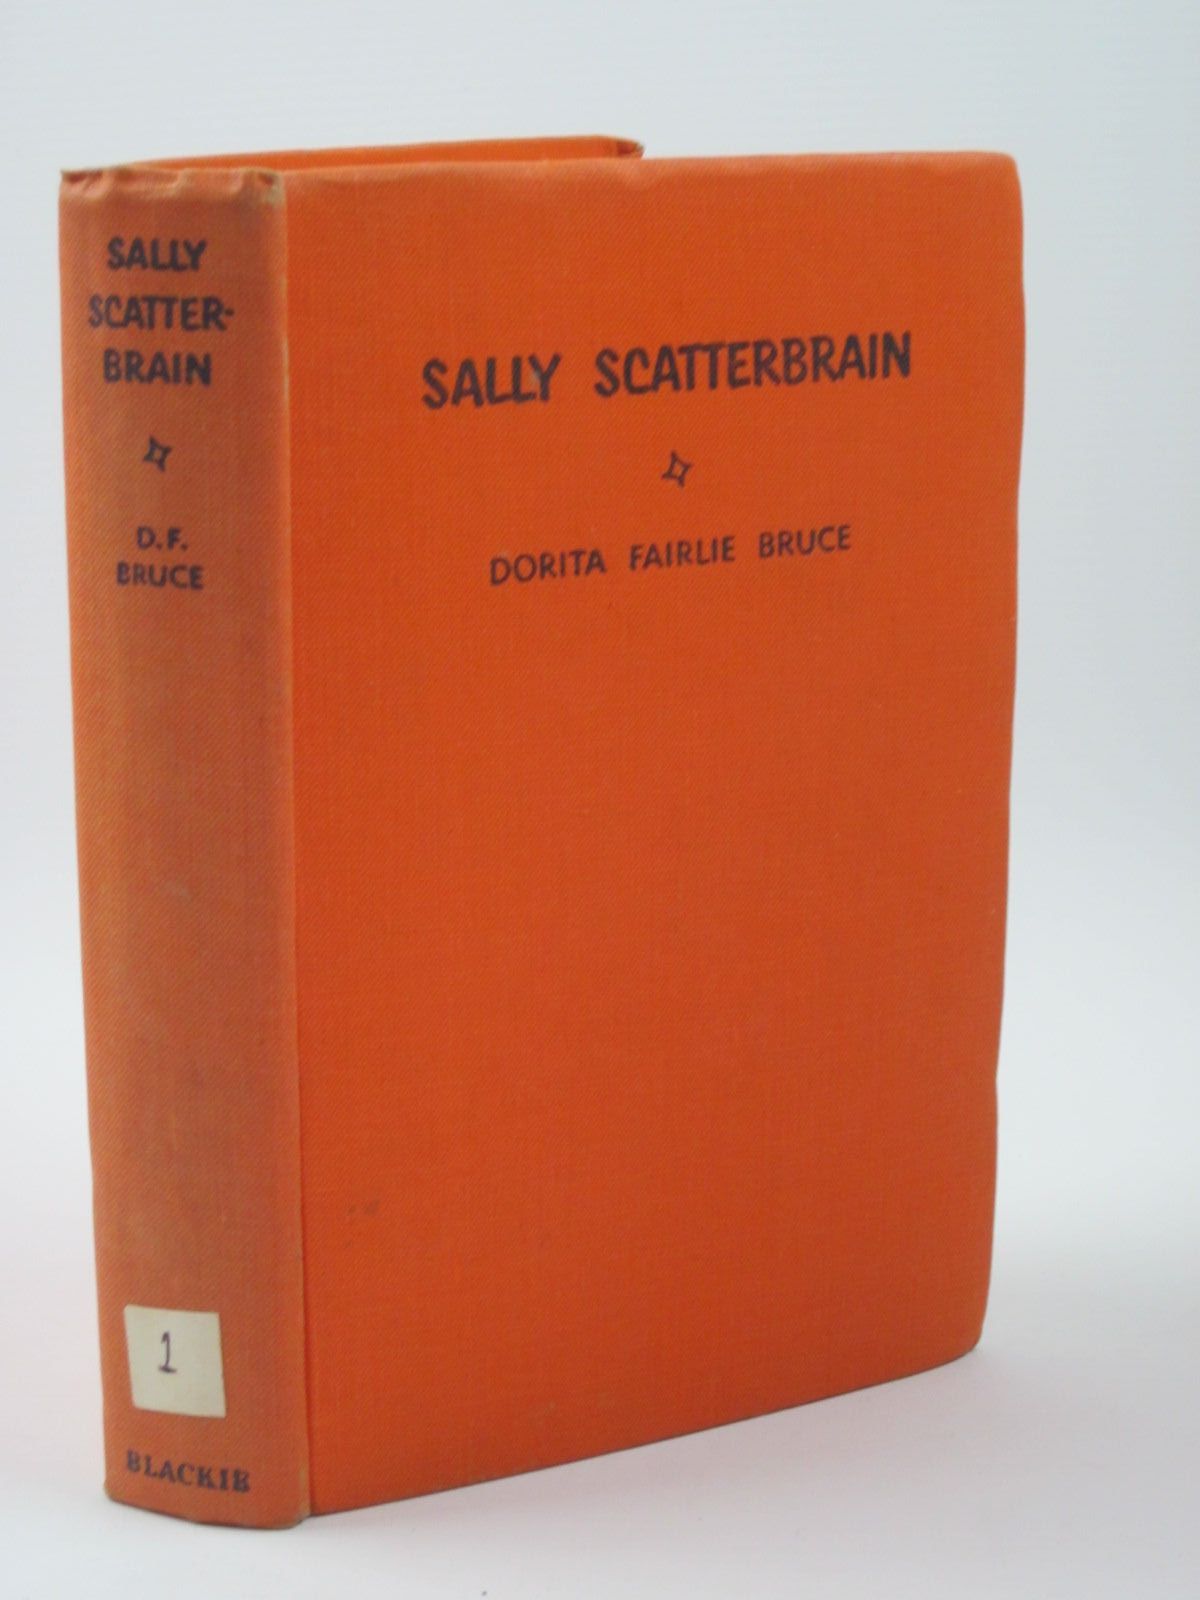 SALLY
SCATTER-
BRAIN
D.F.
BRUCE
1
BLACKIE
SALLY SCATTERBRAIN
DORITA FAIRLIE BRUCE